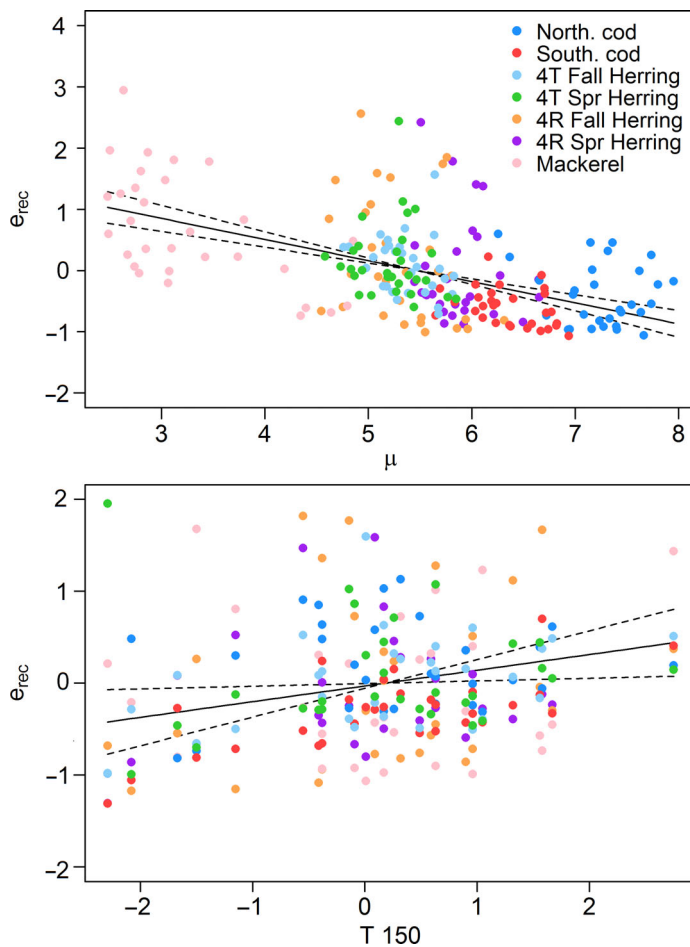 4
3
2
1
0
−1
−2
e_rec
North. cod
South. cod
4T Fall Herring
4T Spr Herring
4R Fall Herring
4R Spr Herring
Mackerel
3 4 5 6 7 8
μ
2
1
0
−1
−2
e_rec
−2 −1 0 1 2
T 150